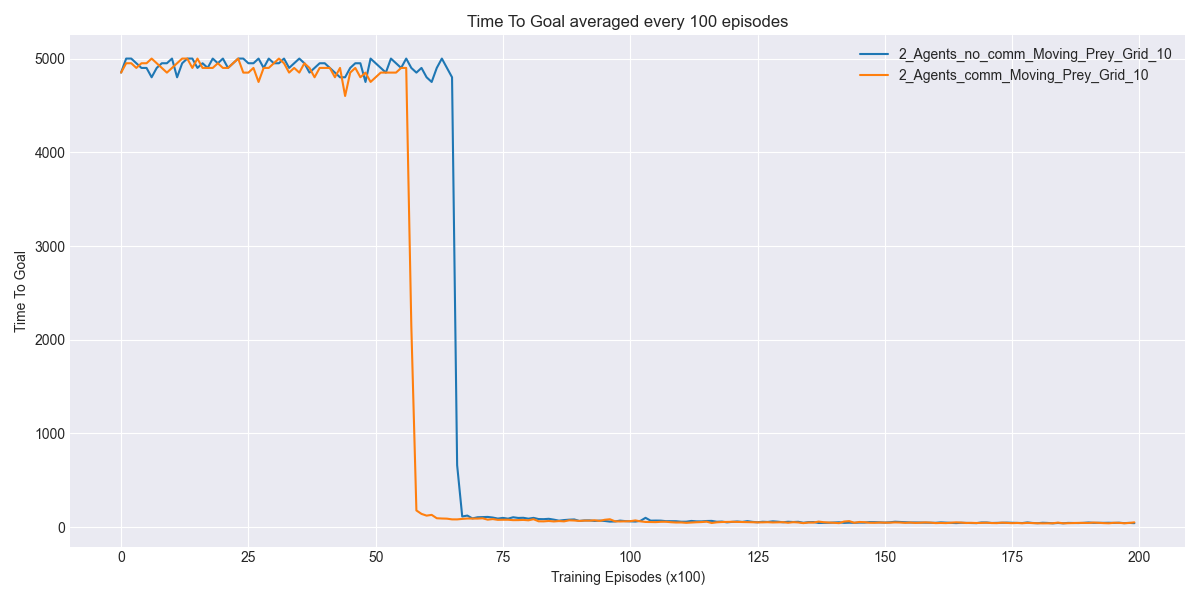 Time To Goal averaged every 100 episodes
2_Agents_no_comm_Moving_Prey_Grid_10
2_Agents_comm_Moving_Prey_Grid_10
Time To Goal
5000
4000
3000
2000
1000
0
0 25 50 75 100 125 150 175 200
Training Episodes (x100)